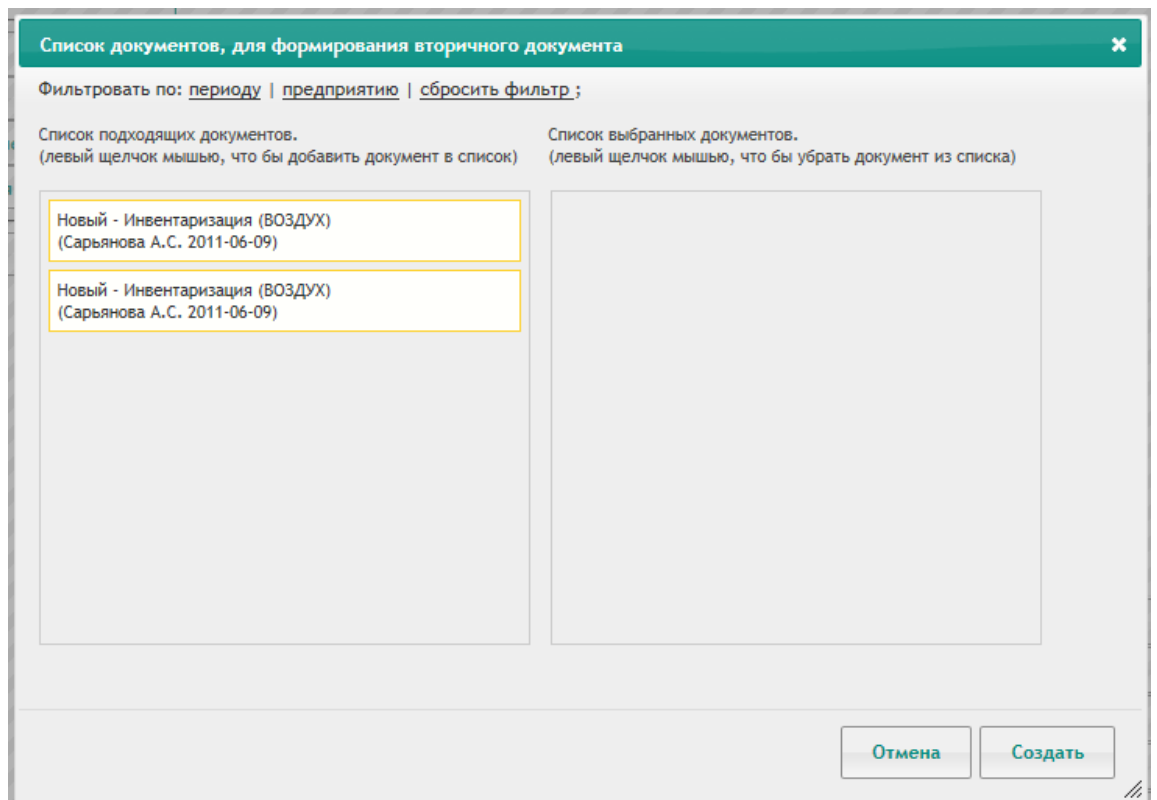 Список документов, для формирования вторичного документа
Фильтровать по: периоду | предприятию | сбросить фильтр ;
Список подходящих документов.
(левый щелчок мышью, что бы добавить документ в список)
Новый - Инвентаризация (ВОЗДУХ)
(Сарьянова А.С. 2011-06-09)
Новый - Инвентаризация (ВОЗДУХ)
(Сарьянова А.С. 2011-06-09)
Список выбранных документов.
(левый щелчок мышью, что бы убрать документ из списка)
Отмена
Создать